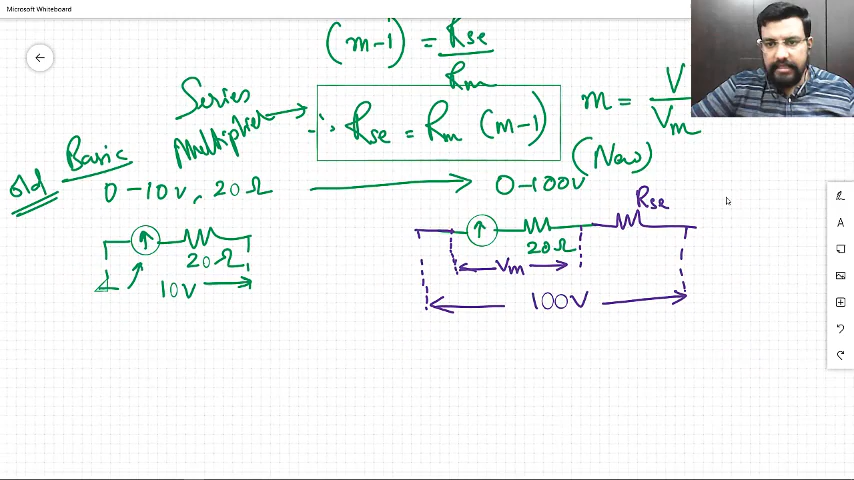 Microsoft Whiteboard
(m-1) = Rse/Rm
Series Multiplier
∴ Rse = Rm (m-1)
m = V/Vm
old Basic
0-10V, 20Ω
0-100V (New)
20Ω
10V
20Ω
Rse
Vm
100V